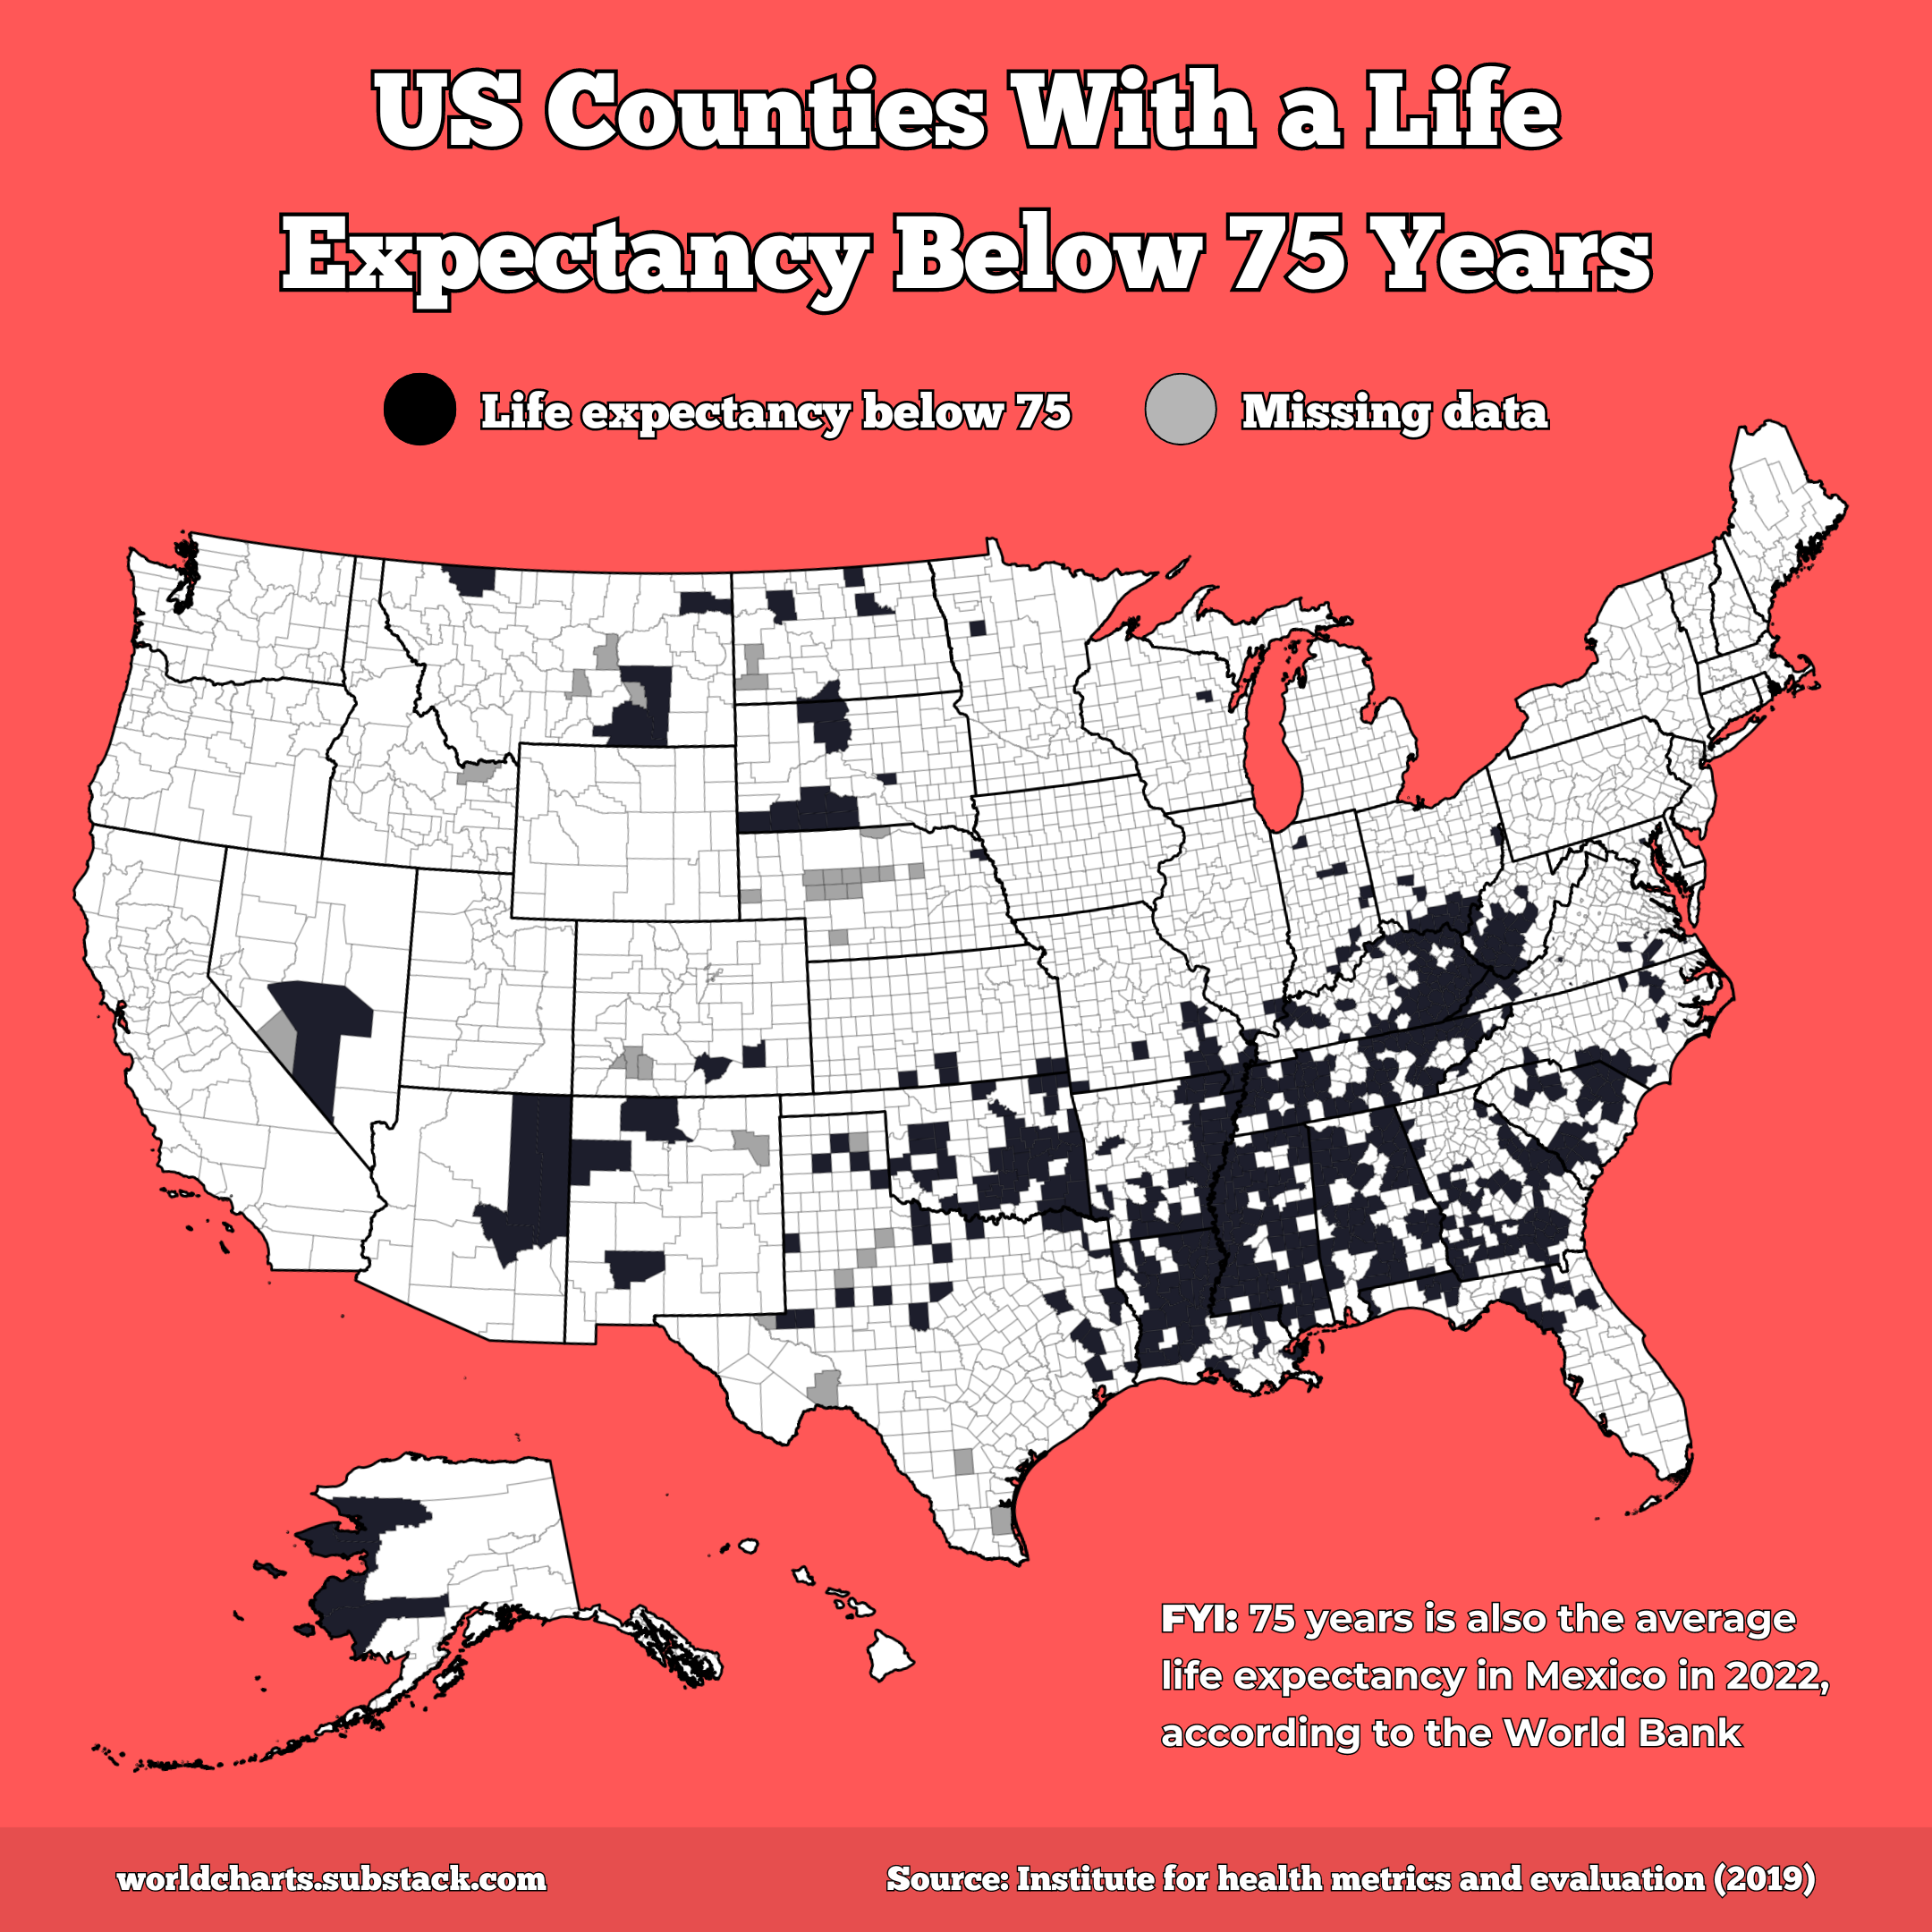 US Counties With a Life
Expectancy Below 75 Years
Life expectancy below 75
Missing data
FYI: 75 years is also the average
life expectancy in Mexico in 2022,
according to the World Bank
worldcharts.substack.com
Source: Institute for health metrics and evaluation (2019)